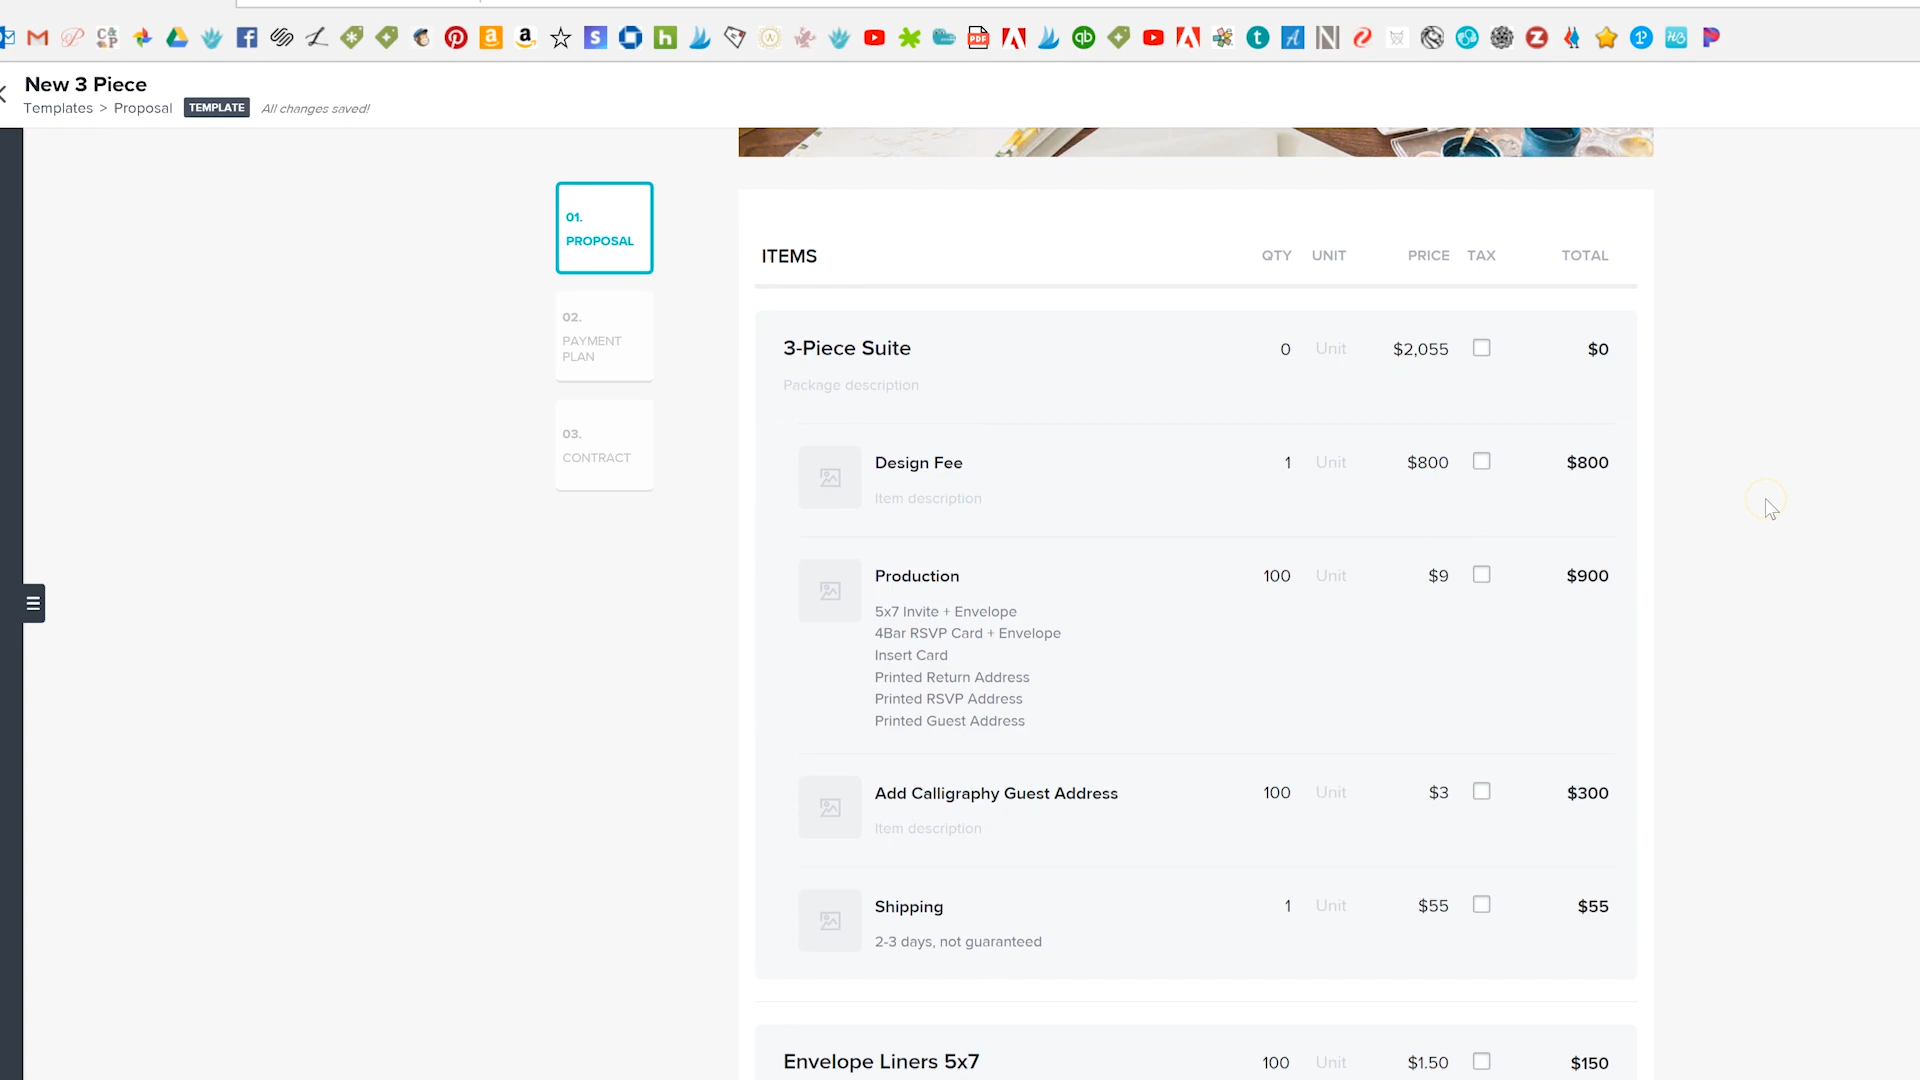 New 3 Piece
Templates > Proposal TEMPLATE All changes saved!
01.
PROPOSAL
02.
PAYMENT
PLAN
03.
CONTRACT
ITEMS QTY UNIT PRICE TAX TOTAL
3-Piece Suite 0 Unit $2,055 $0
Package description
Design Fee 1 Unit $800 $800
Item description
Production 100 Unit $9 $900
5x7 Invite + Envelope
4Bar RSVP Card + Envelope
Insert Card
Printed Return Address
Printed RSVP Address
Printed Guest Address
Add Calligraphy Guest Address 100 Unit $3 $300
Item description
Shipping 1 Unit $55 $55
2-3 days, not guaranteed
Envelope Liners 5x7 100 Unit $1.50 $150